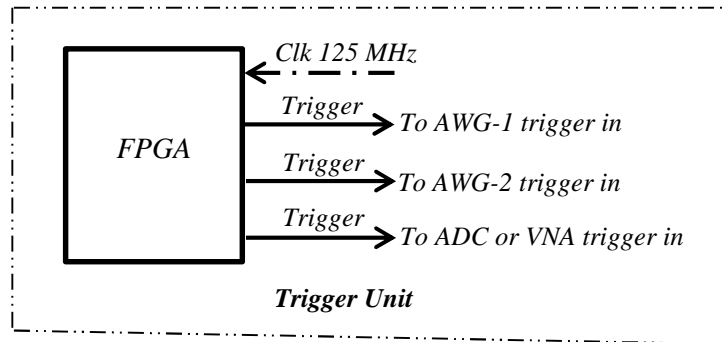 Clk 125 MHz
Trigger
To AWG-1 trigger in
FPGA
Trigger
To AWG-2 trigger in
Trigger
To ADC or VNA trigger in
Trigger Unit